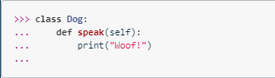 >>> class Dog:
...     def speak(self):
...         print("Woof!")
...